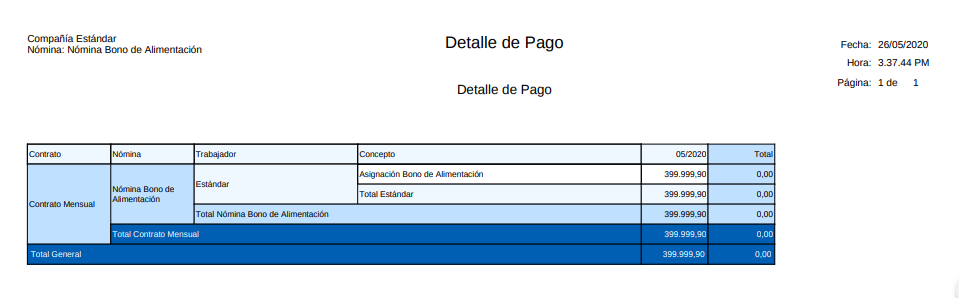 Compañía Estándar
Nómina: Nómina Bono de Alimentación
Detalle de Pago
Fecha: 26/05/2020
Hora: 3.37.44 PM
Detalle de Pago
Página: 1 de 1
Contrato Nómina Trabajador Concepto 05/2020 Total
Contrato Mensual Nómina Bono de Alimentación Estándar Asignación Bono de Alimentación 399.999,90 0,00
Total Estándar 399.999,90 0,00
Total Nómina Bono de Alimentación 399.999,90 0,00
Total Contrato Mensual 399.999,90 0,00
Total General 399.999,90 0,00